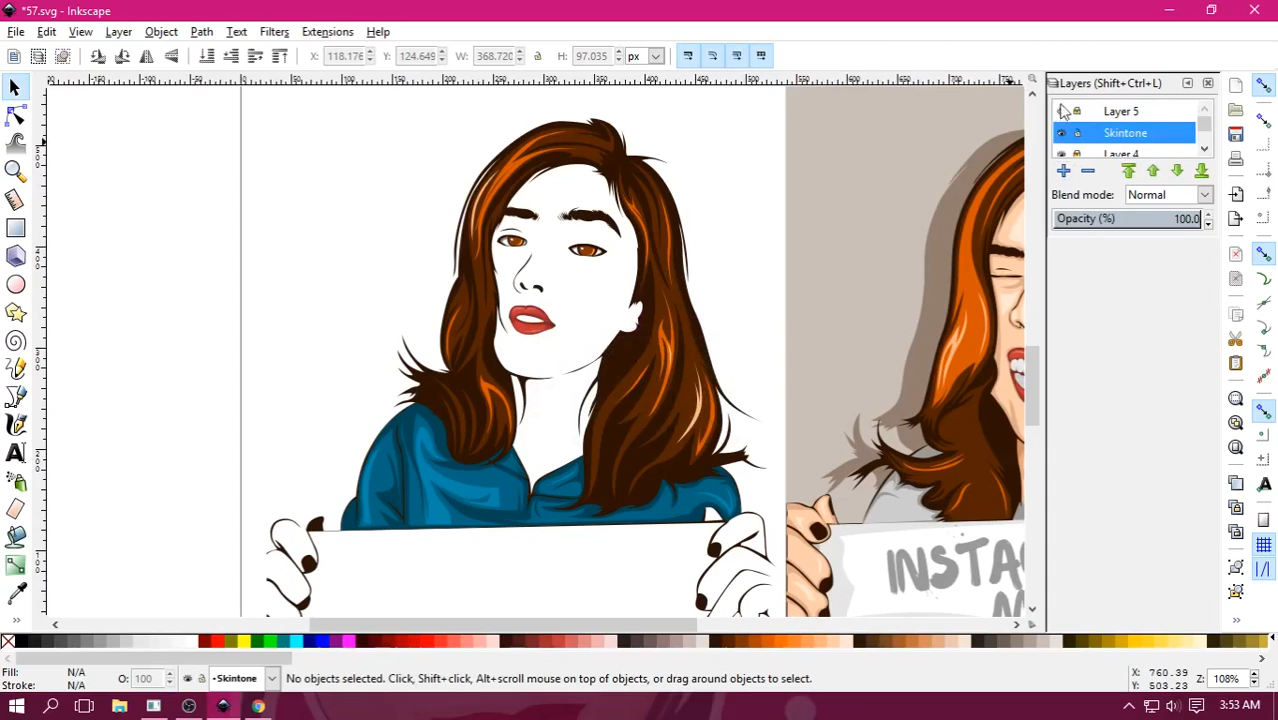 *57.svg - Inkscape
File Edit View Layer Object Path Text Filters Extensions Help
X: 118.176 Y: 124.649 W: 368.720 H: 97.035 px
Layers (Shift+Ctrl+L)
Layer 5
Skintone
Layer 4
Blend mode: Normal
Opacity (%) 100.0
INSTA
Fill: N/A
Stroke: N/A
O: 100
•Skintone
No objects selected. Click, Shift+click, Alt+scroll mouse on top of objects, or drag around objects to select.
X: 760.39
Y: 503.23
Z: 108%
3:53 AM